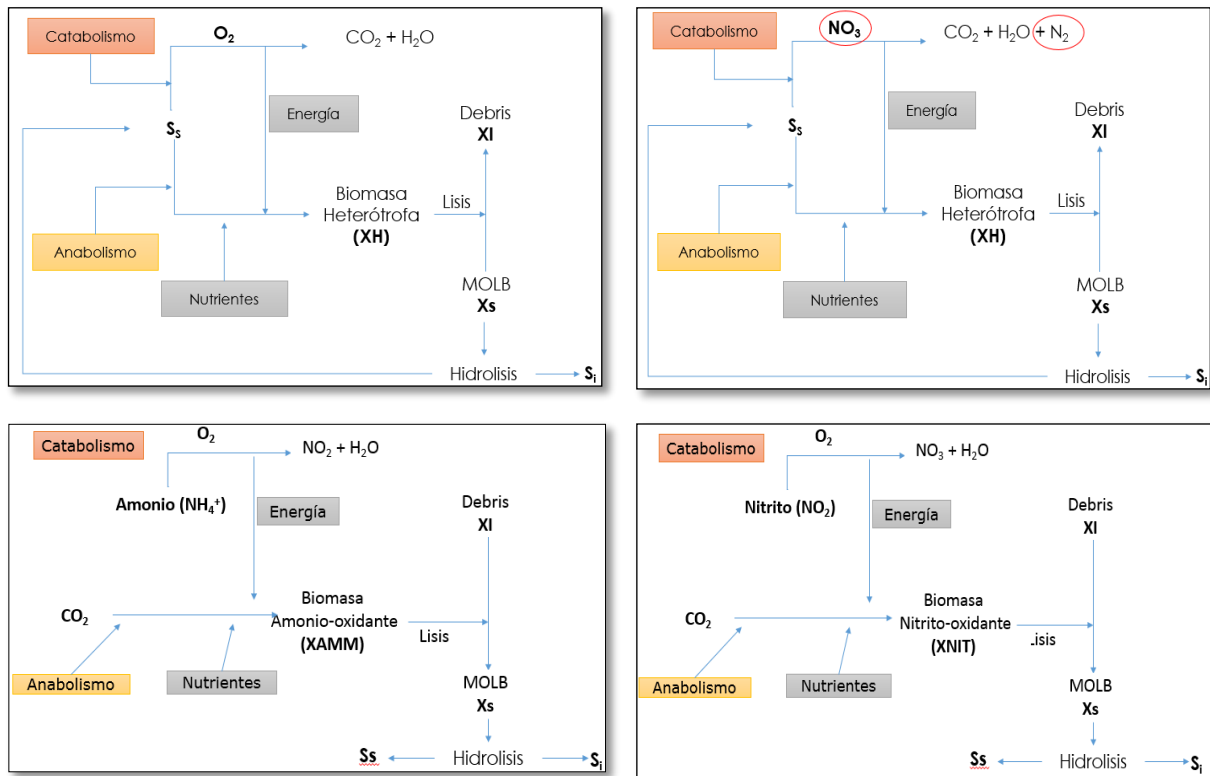 Catabolismo
O₂
CO₂ + H₂O
Energía
Debris
XI
Sₛ
Biomasa
Heterótrofa
(XH)
Lisis
Anabolismo
Nutrientes
MOLB
Xs
Hidrolisis
Sᵢ
Catabolismo
NO₃
CO₂ + H₂O + N₂
Energía
Debris
XI
Sₛ
Biomasa
Heterótrofa
(XH)
Lisis
Anabolismo
Nutrientes
MOLB
Xs
Hidrolisis
Sᵢ
Catabolismo
O₂
NO₂ + H₂O
Amonio (NH₄⁺)
Energía
Debris
XI
CO₂
Biomasa
Amonio-oxidante
(XAMM)
Lisis
Anabolismo
Nutrientes
MOLB
Xs
Ss
Hidrolisis
Sᵢ
Catabolismo
O₂
NO₃ + H₂O
Nitrito (NO₂)
Energía
Debris
XI
CO₂
Biomasa
Nitrito-oxidante
(XNIT)
.isis
Anabolismo
Nutrientes
MOLB
Xs
Ss
Hidrolisis
Sᵢ